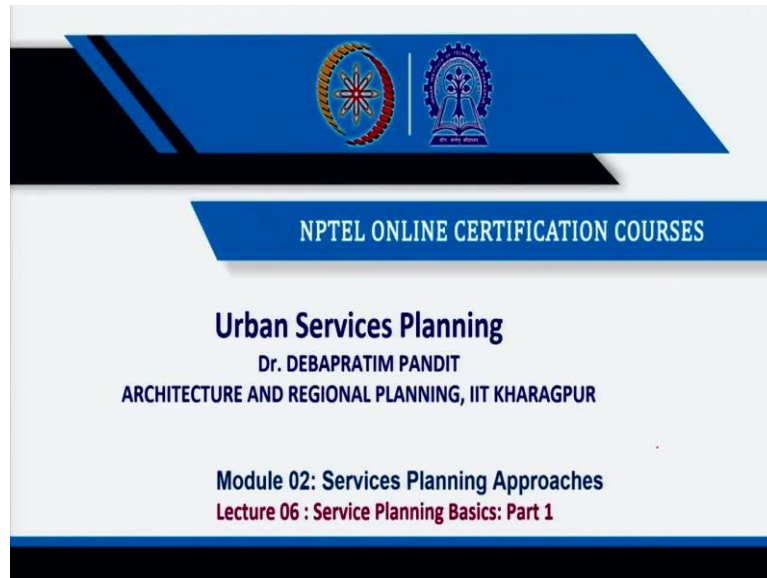 NPTEL ONLINE CERTIFICATION COURSES
Urban Services Planning
Dr. DEBAPRATIM PANDIT
ARCHITECTURE AND REGIONAL PLANNING, IIT KHARAGPUR
Module 02: Services Planning Approaches
Lecture 06 : Service Planning Basics: Part 1